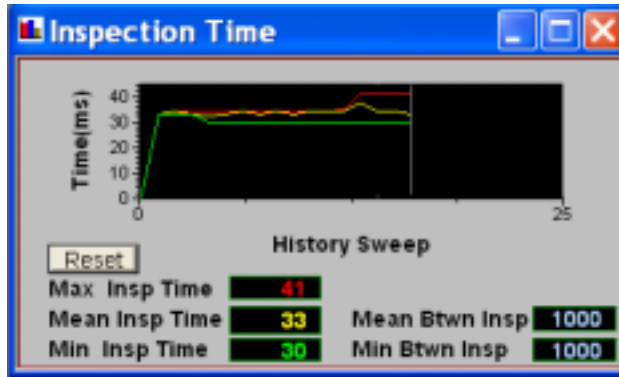 Inspection Time
Time(ms)
40
30
20
10
0
0
25
History Sweep
Reset
Max Insp Time 41
Mean Insp Time 33 Mean Btwn Insp 1000
Min Insp Time 30 Min Btwn Insp 1000